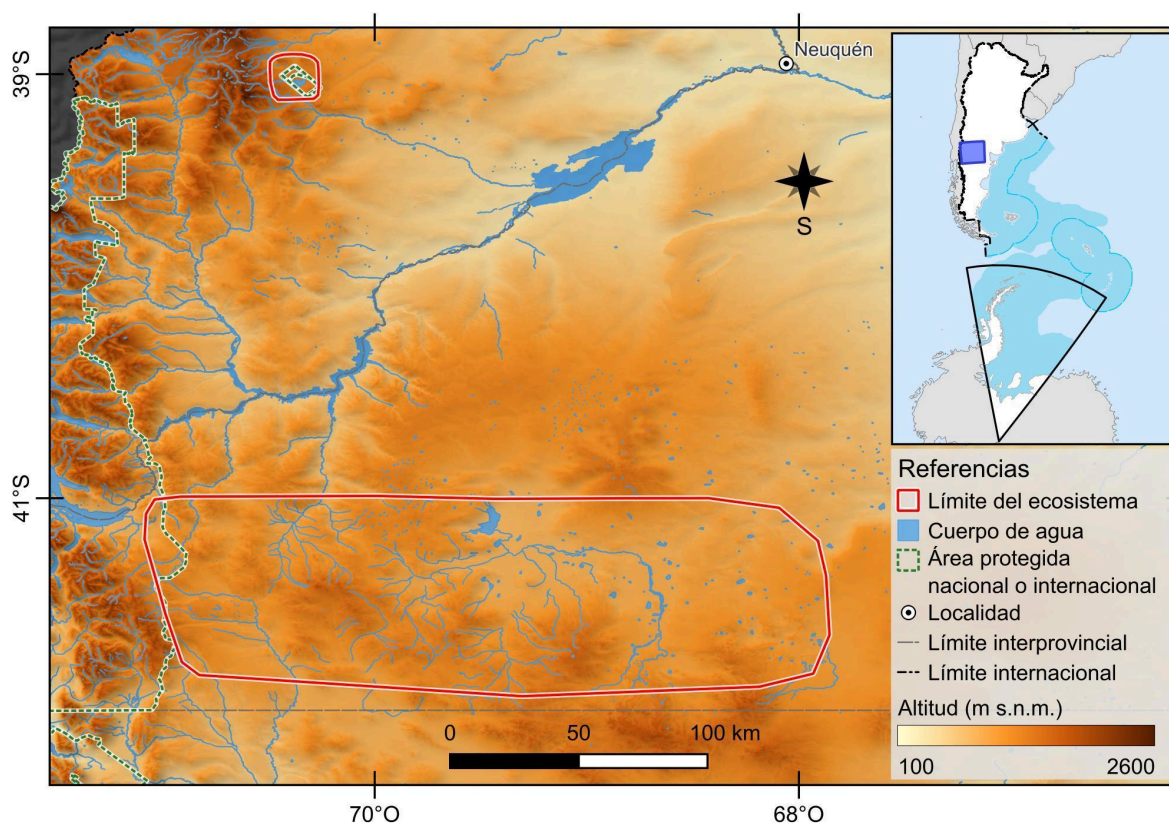 39°S
Neuquén
S
41°S
Referencias
Límite del ecosistema
Cuerpo de agua
Área protegida
nacional o internacional
Localidad
Límite interprovincial
Límite internacional
Altitud (m s.n.m.)
100 2600
0 50 100 km
70°O 68°O